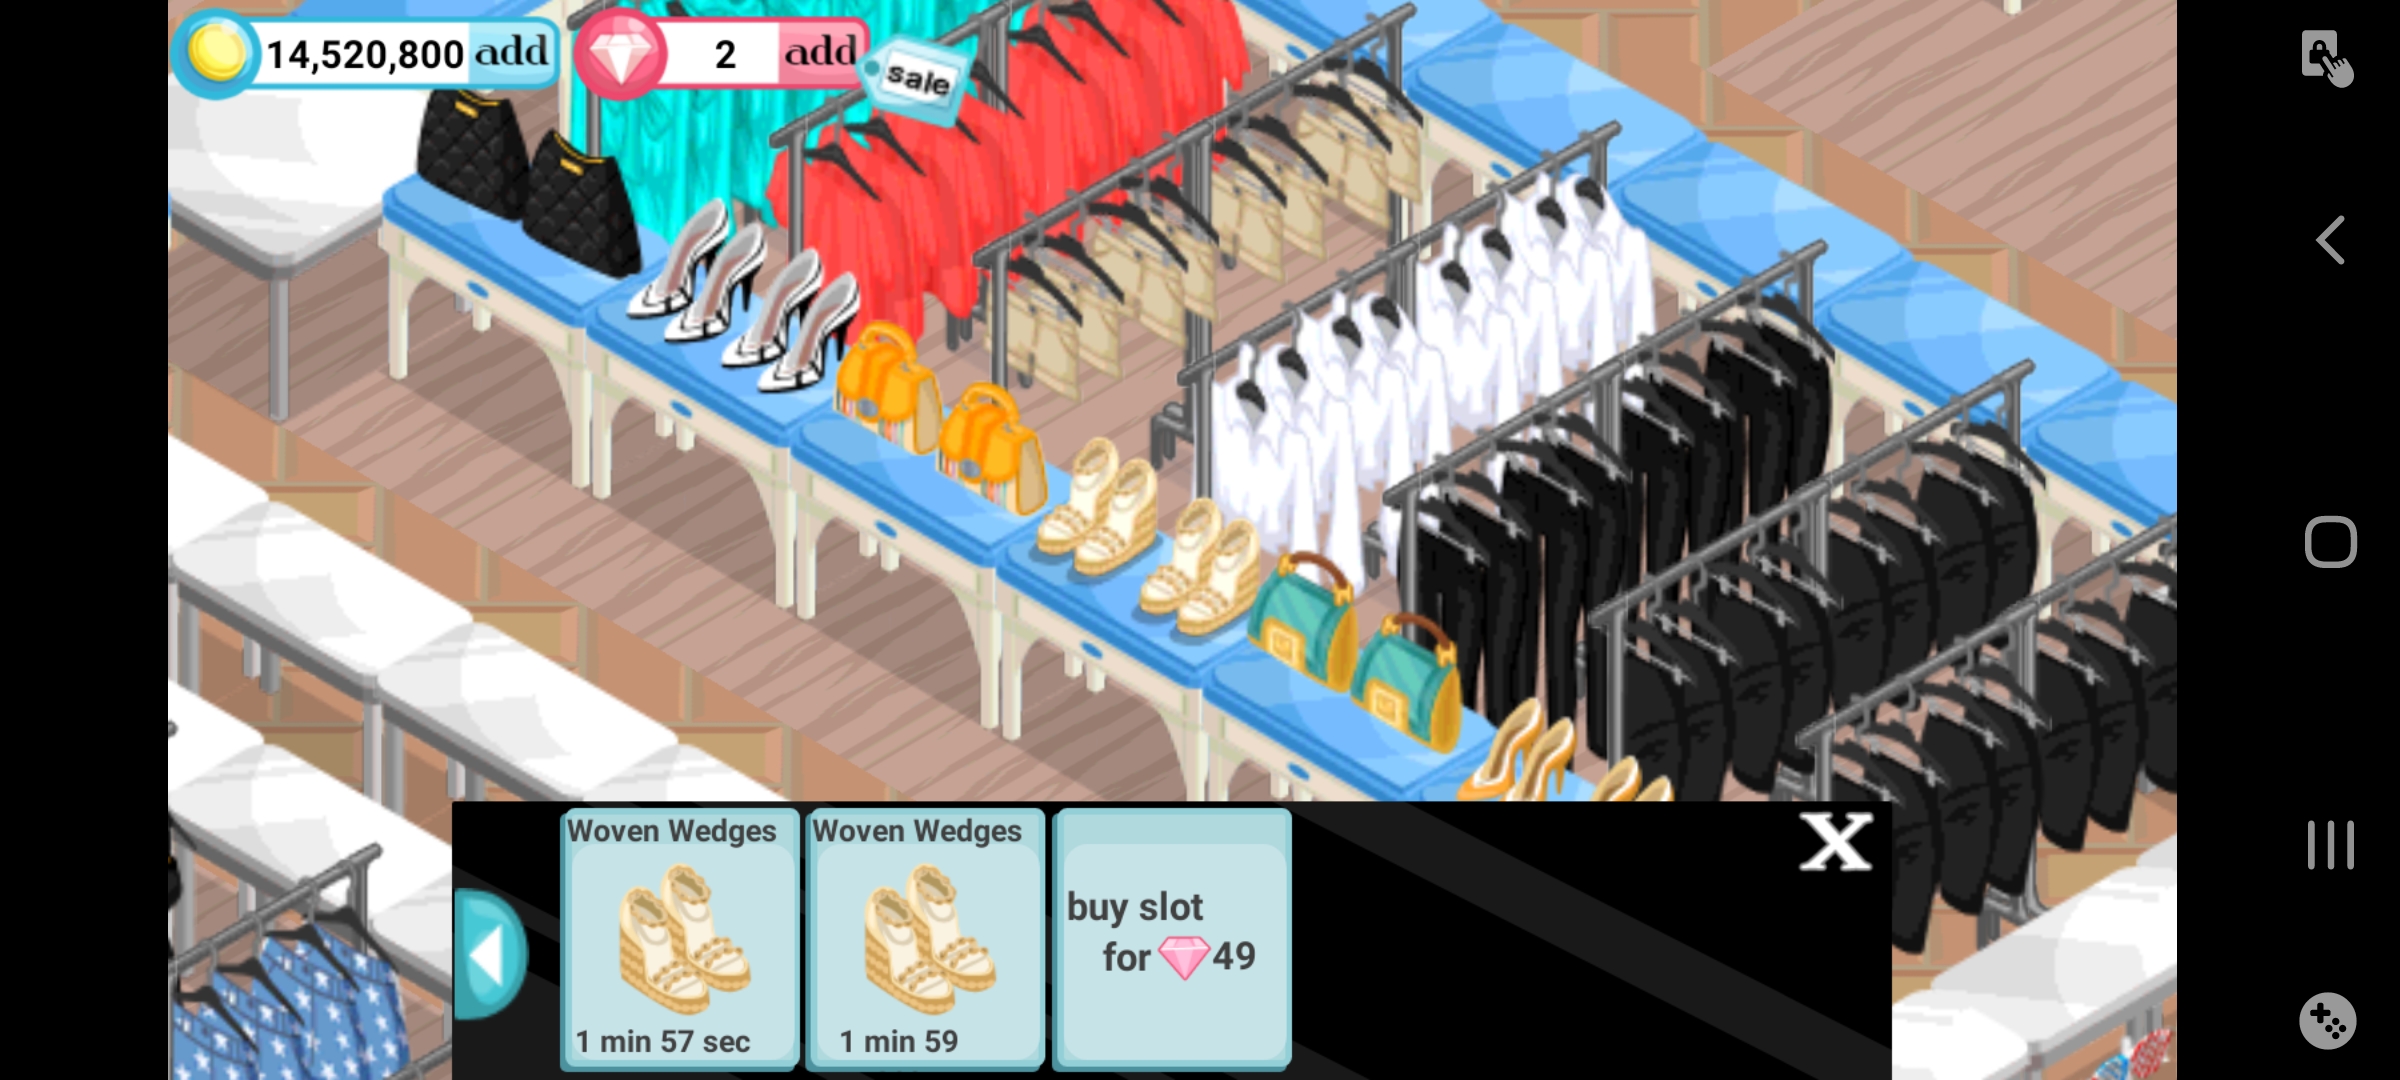 14,520,800 add
2 add
sale
Woven Wedges
1 min 57 sec
Woven Wedges
1 min 59
buy slot
for 49
X